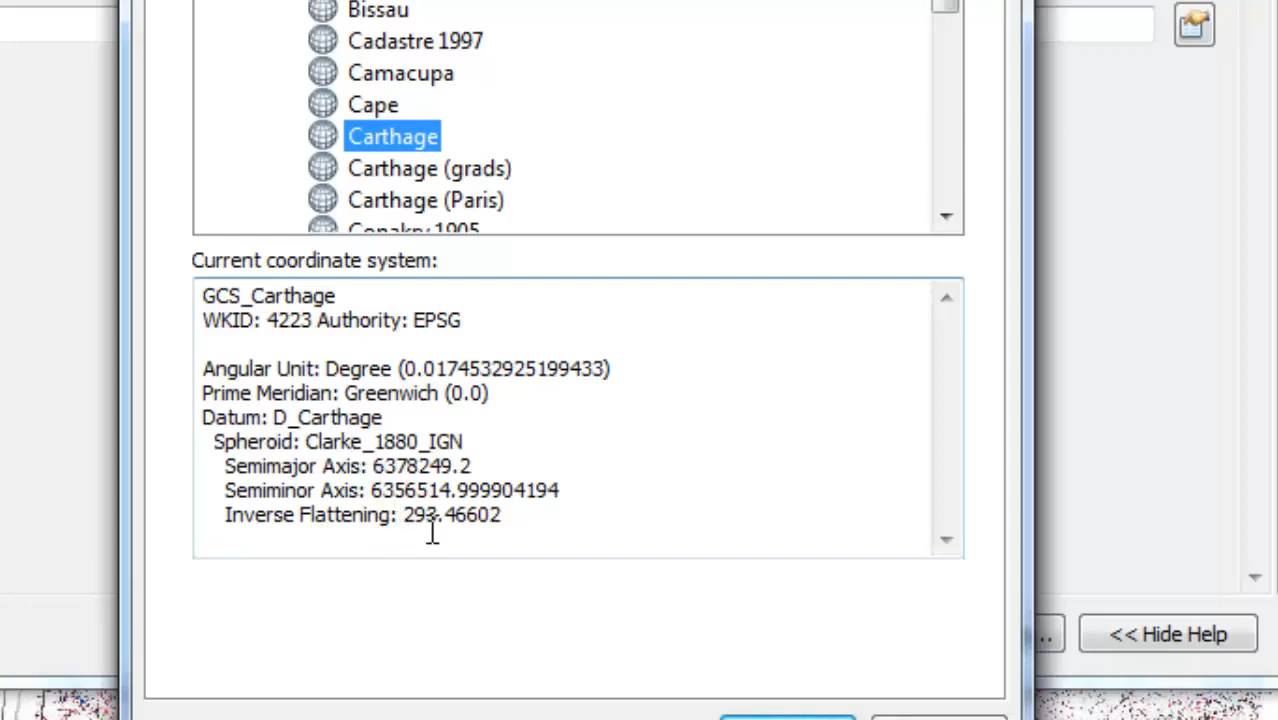 Bissau
Cadastre 1997
Camacupa
Cape
Carthage
Carthage (grads)
Carthage (Paris)
Conakry 1905
Current coordinate system:
GCS_Carthage
WKID: 4223 Authority: EPSG
Angular Unit: Degree (0.0174532925199433)
Prime Meridian: Greenwich (0.0)
Datum: D_Carthage
Spheroid: Clarke_1880_IGN
Semimajor Axis: 6378249.2
Semiminor Axis: 6356514.999904194
Inverse Flattening: 293.46602
.. << Hide Help